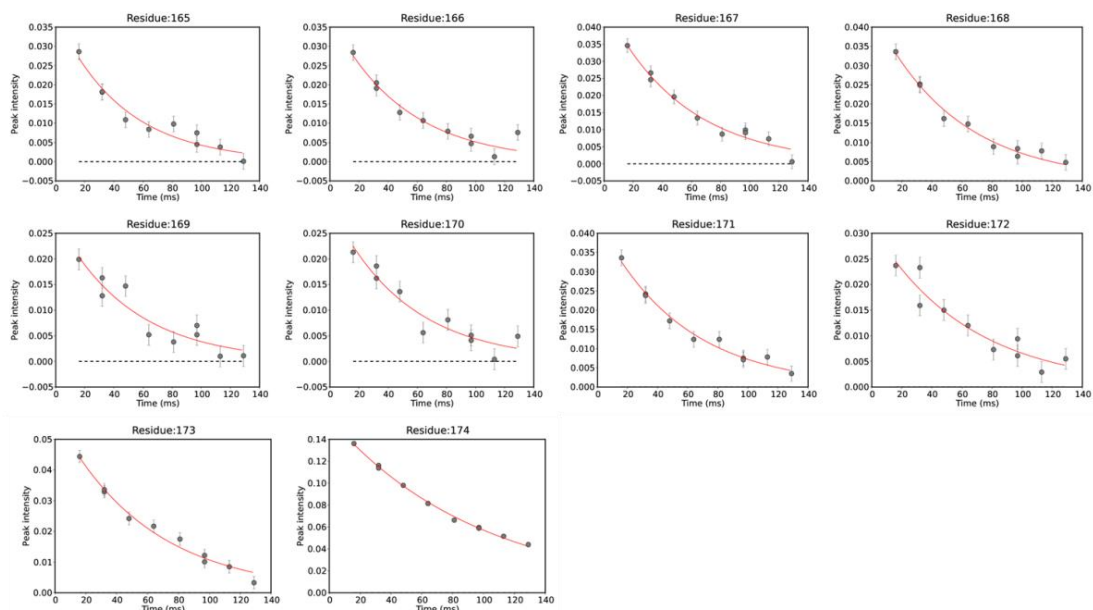 Residue:165
Peak intensity
0.035
0.030
0.025
0.020
0.015
0.010
0.005
0.000
−0.005
0 20 40 60 80 100 120 140
Time (ms)
Residue:166
Peak intensity
0.035
0.030
0.025
0.020
0.015
0.010
0.005
0.000
−0.005
0 20 40 60 80 100 120 140
Time (ms)
Residue:167
Peak intensity
0.040
0.035
0.030
0.025
0.020
0.015
0.010
0.005
0.000
−0.005
0 20 40 60 80 100 120 140
Time (ms)
Residue:168
Peak intensity
0.040
0.035
0.030
0.025
0.020
0.015
0.010
0.005
0.000
0 20 40 60 80 100 120 140
Time (ms)
Residue:169
Peak intensity
0.025
0.020
0.015
0.010
0.005
0.000
−0.005
0 20 40 60 80 100 120 140
Time (ms)
Residue:170
Peak intensity
0.025
0.020
0.015
0.010
0.005
0.000
−0.005
0 20 40 60 80 100 120 140
Time (ms)
Residue:171
Peak intensity
0.040
0.035
0.030
0.025
0.020
0.015
0.010
0.005
0.000
0 20 40 60 80 100 120 140
Time (ms)
Residue:172
Peak intensity
0.030
0.025
0.020
0.015
0.010
0.005
0.000
0 20 40 60 80 100 120 140
Time (ms)
Residue:173
Peak intensity
0.05
0.04
0.03
0.02
0.01
0.00
0 20 40 60 80 100 120 140
Time (ms)
Residue:174
Peak intensity
0.14
0.12
0.10
0.08
0.06
0.04
0.02
0.00
0 20 40 60 80 100 120 140
Time (ms)